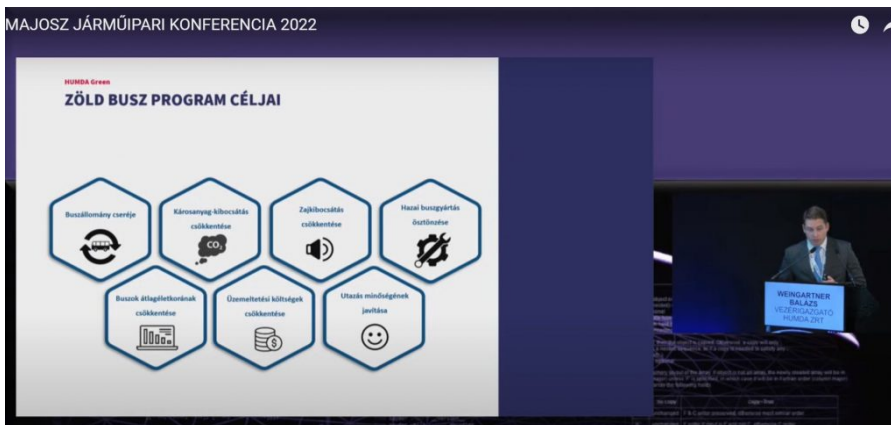 MAJOSZ JÁRMŰIPARI KONFERENCIA 2022
HUMDA Green
ZÖLD BUSZ PROGRAM CÉLJAI
Buszállomány cseréje
Károsanyag-kibocsátás
csökkentése
CO₂
Zajkibocsátás
csökkentése
Hazai buszgyártás
ösztönzése
Buszok átlagéletkorának
csökkentése
Üzemeltetési költségek
csökkentése
Utazás minőségének
javítása
WEINGARTNER
BALÁZS
VEZÉRIGAZGATÓ
HUMDA ZRT